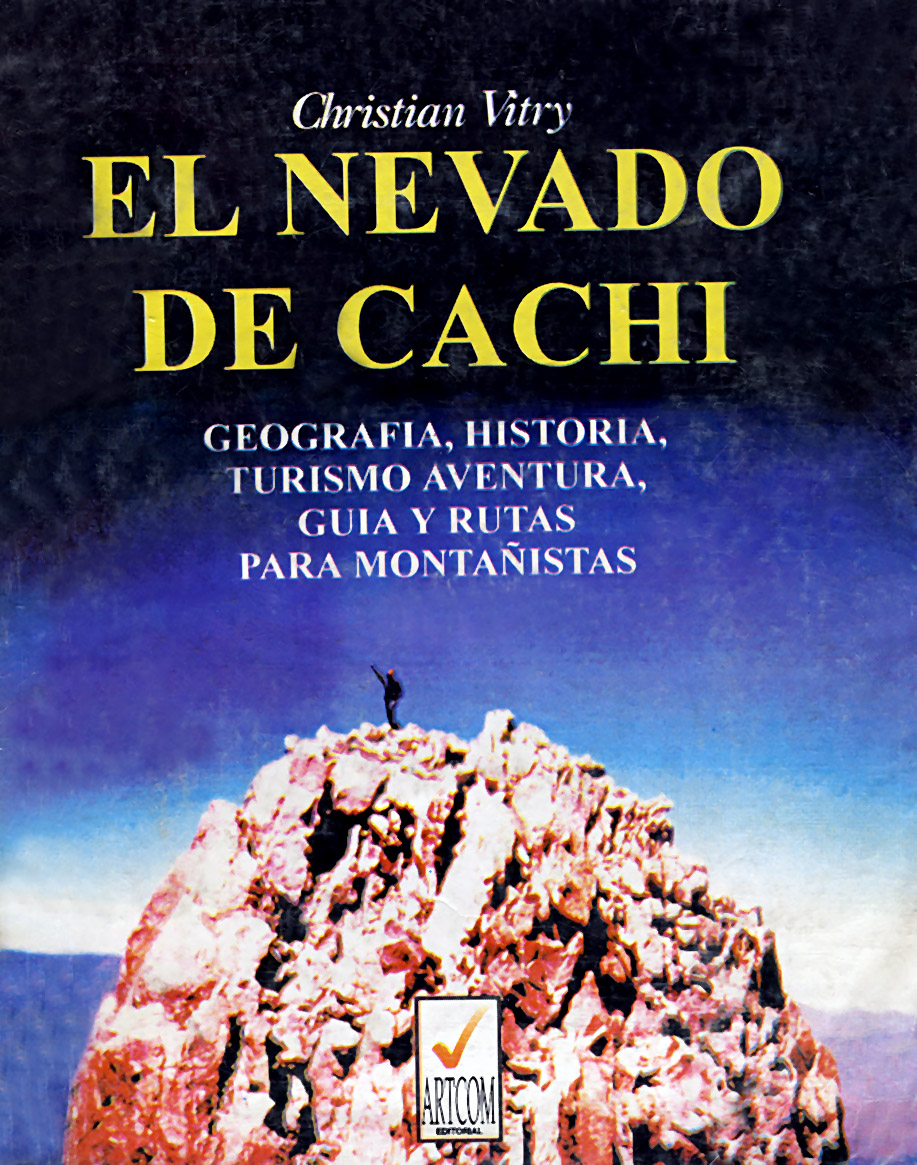 Christian Vitry
EL NEVADO
DE CACHI
GEOGRAFIA, HISTORIA,
TURISMO AVENTURA,
GUIA Y RUTAS
PARA MONTAÑISTAS
ARTCOM
EDITORIAL